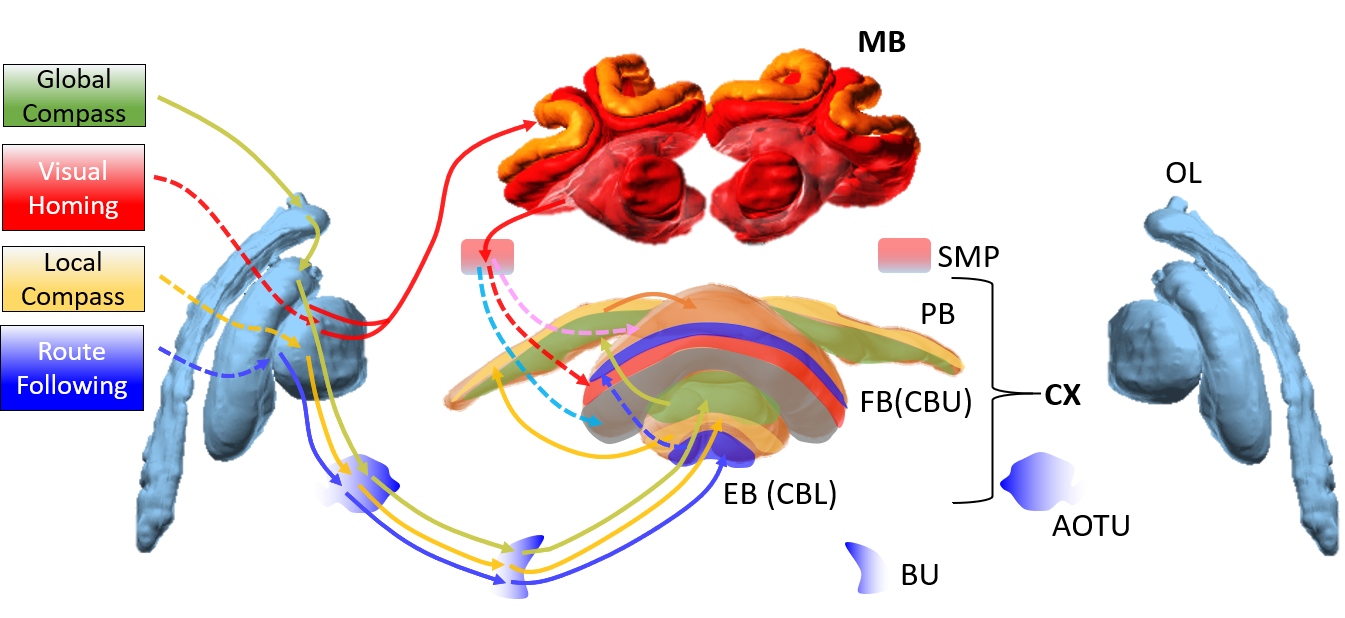 MB
Global
Compass
Visual
Homing
OL
SMP
Local
Compass
PB
Route
Following
FB(CBU)
CX
EB (CBL)
AOTU
BU